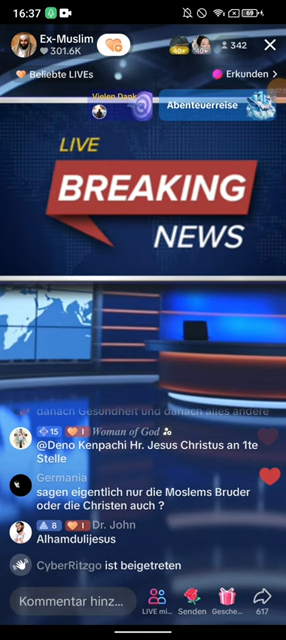 16:37
69
Ex-Muslim
301.6K
40+
40+
342
Beliebte LIVEs
Erkunden >
Vielen Dank
Abenteuerreise
LIVE
BREAKING
NEWS
danach Gesundheit und danach alles andere
15 I Woman of God
@Deno Kenpachi Hr. Jesus Christus an 1te
Stelle
Germania
sagen eigentlich nur die Moslems Bruder
oder die Christen auch ?
8 I Dr. John
Alhamdulijesus
CyberRitzgo ist beigetreten
Kommentar hinz...
LIVE mi...
Senden
Gesche...
617